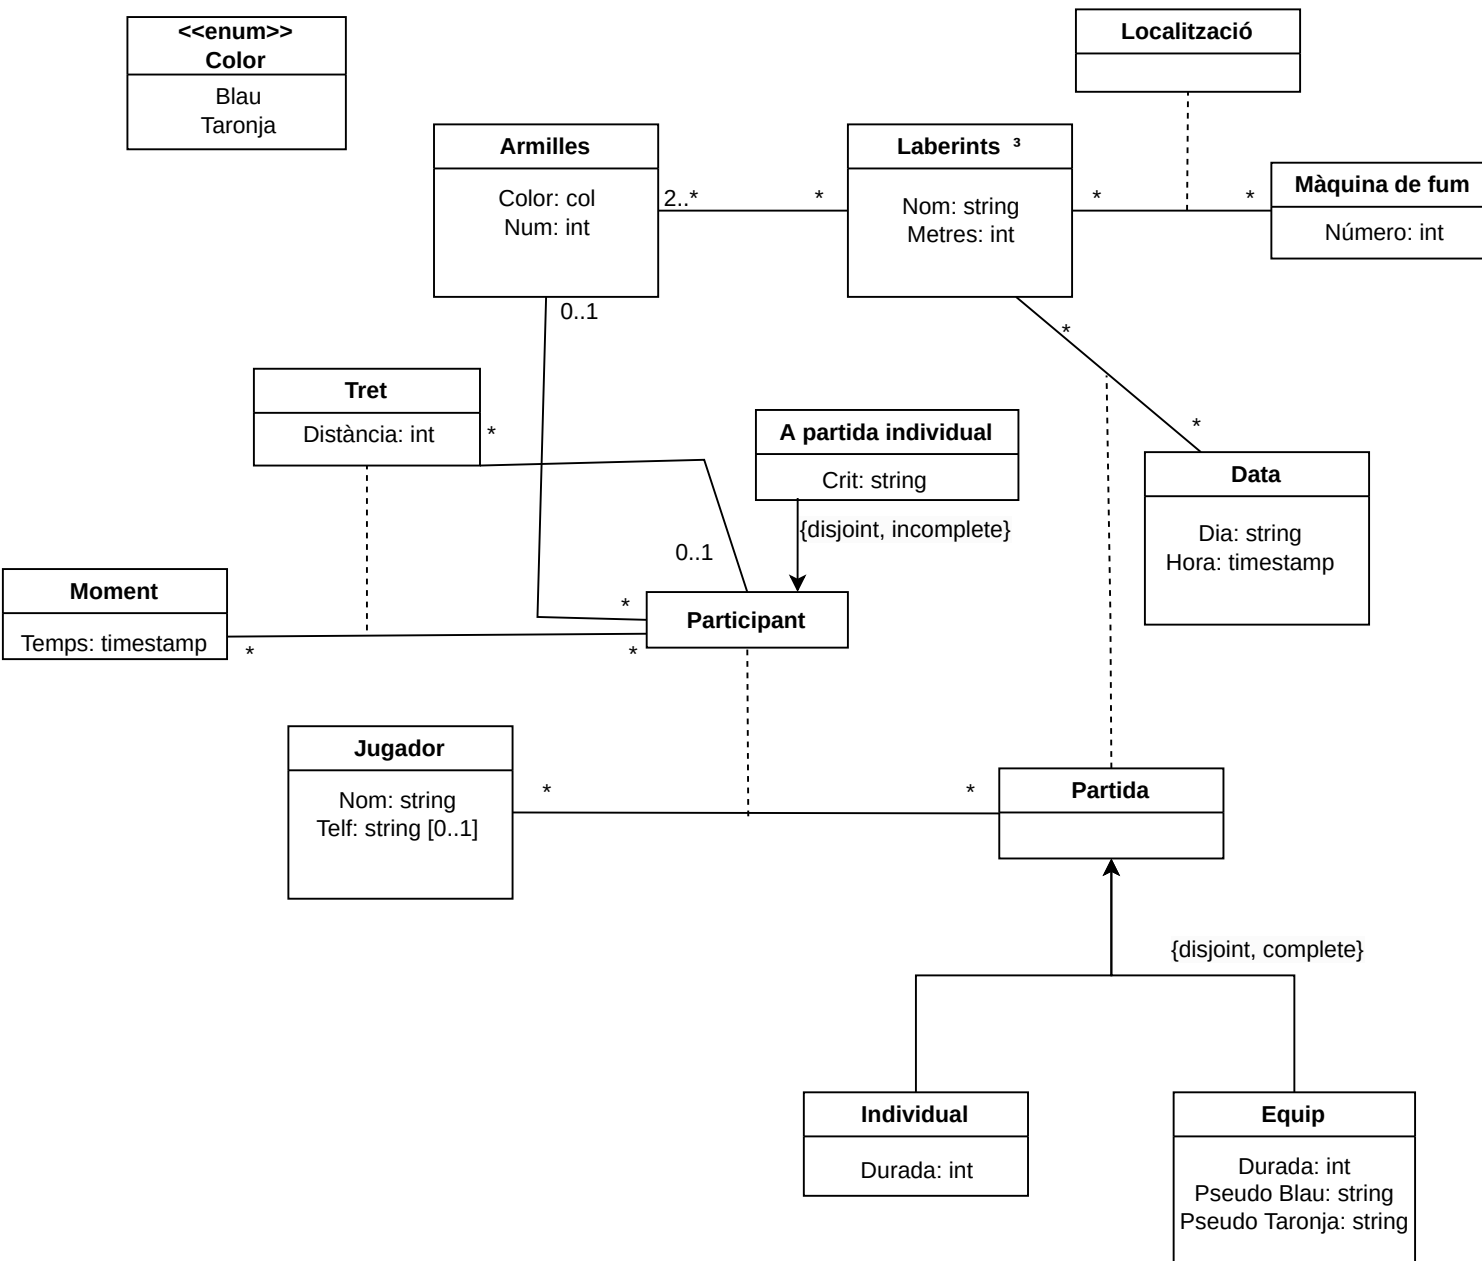 <<enum>>
Color
Blau
Taronja
Localització
Armilles
Color: col
Num: int
2..*
*
Laberints ³
Nom: string
Metres: int
*
*
Màquina de fum
Número: int
0..1
*
Tret
Distància: int
*
A partida individual
Crit: string
{disjoint, incomplete}
*
Data
Dia: string
Hora: timestamp
0..1
Moment
Temps: timestamp
*
*
*
Participant
Jugador
Nom: string
Telf: string [0..1]
*
*
Partida
{disjoint, complete}
Individual
Durada: int
Equip
Durada: int
Pseudo Blau: string
Pseudo Taronja: string